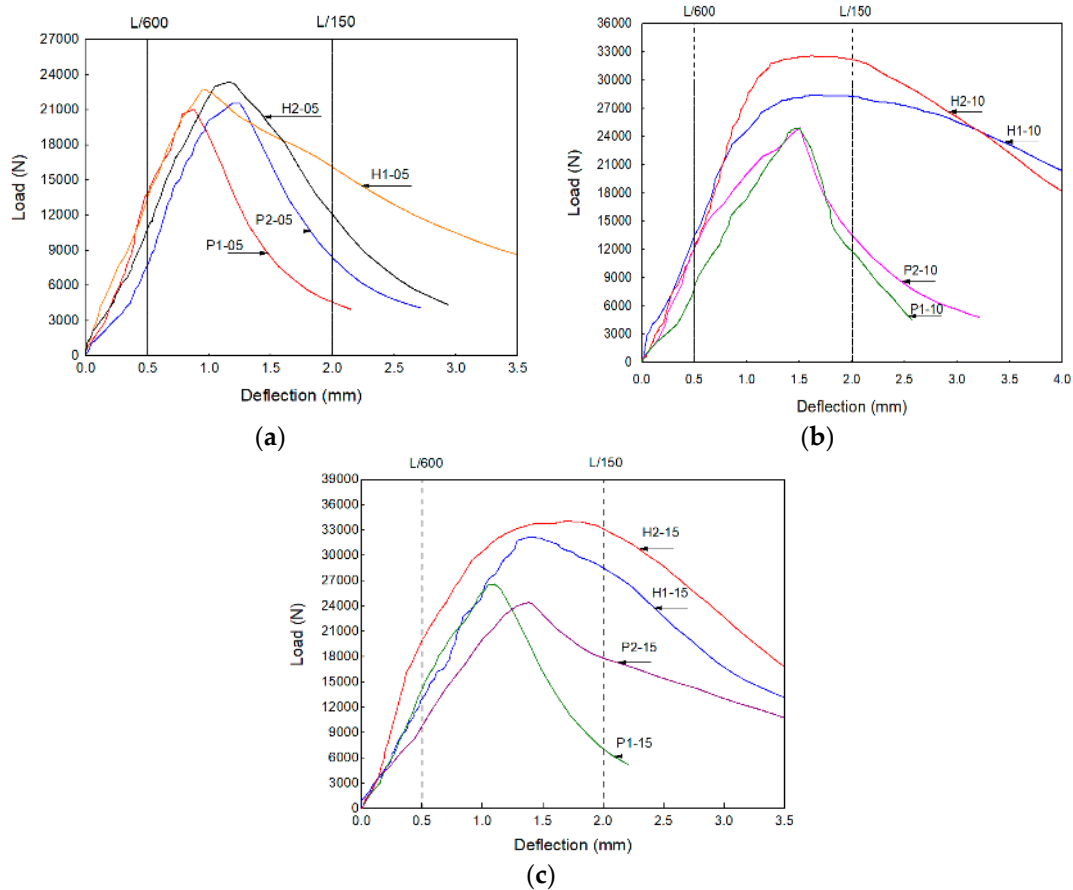 L/600 L/150
27000
24000
21000
18000
15000
12000
9000
6000
3000
0
Load (N)
H2-05
H1-05
P2-05
P1-05
0.0 0.5 1.0 1.5 2.0 2.5 3.0 3.5
Deflection (mm)
(a)
L/600 L/150
36000
33000
30000
27000
24000
21000
18000
15000
12000
9000
6000
3000
0
Load (N)
H2-10
H1-10
P2-10
P1-10
0.0 0.5 1.0 1.5 2.0 2.5 3.0 3.5 4.0
Deflection (mm)
(b)
L/600 L/150
39000
36000
33000
30000
27000
24000
21000
18000
15000
12000
9000
6000
3000
0
Load (N)
H2-15
H1-15
P2-15
P1-15
0.0 0.5 1.0 1.5 2.0 2.5 3.0 3.5
Deflection (mm)
(c)